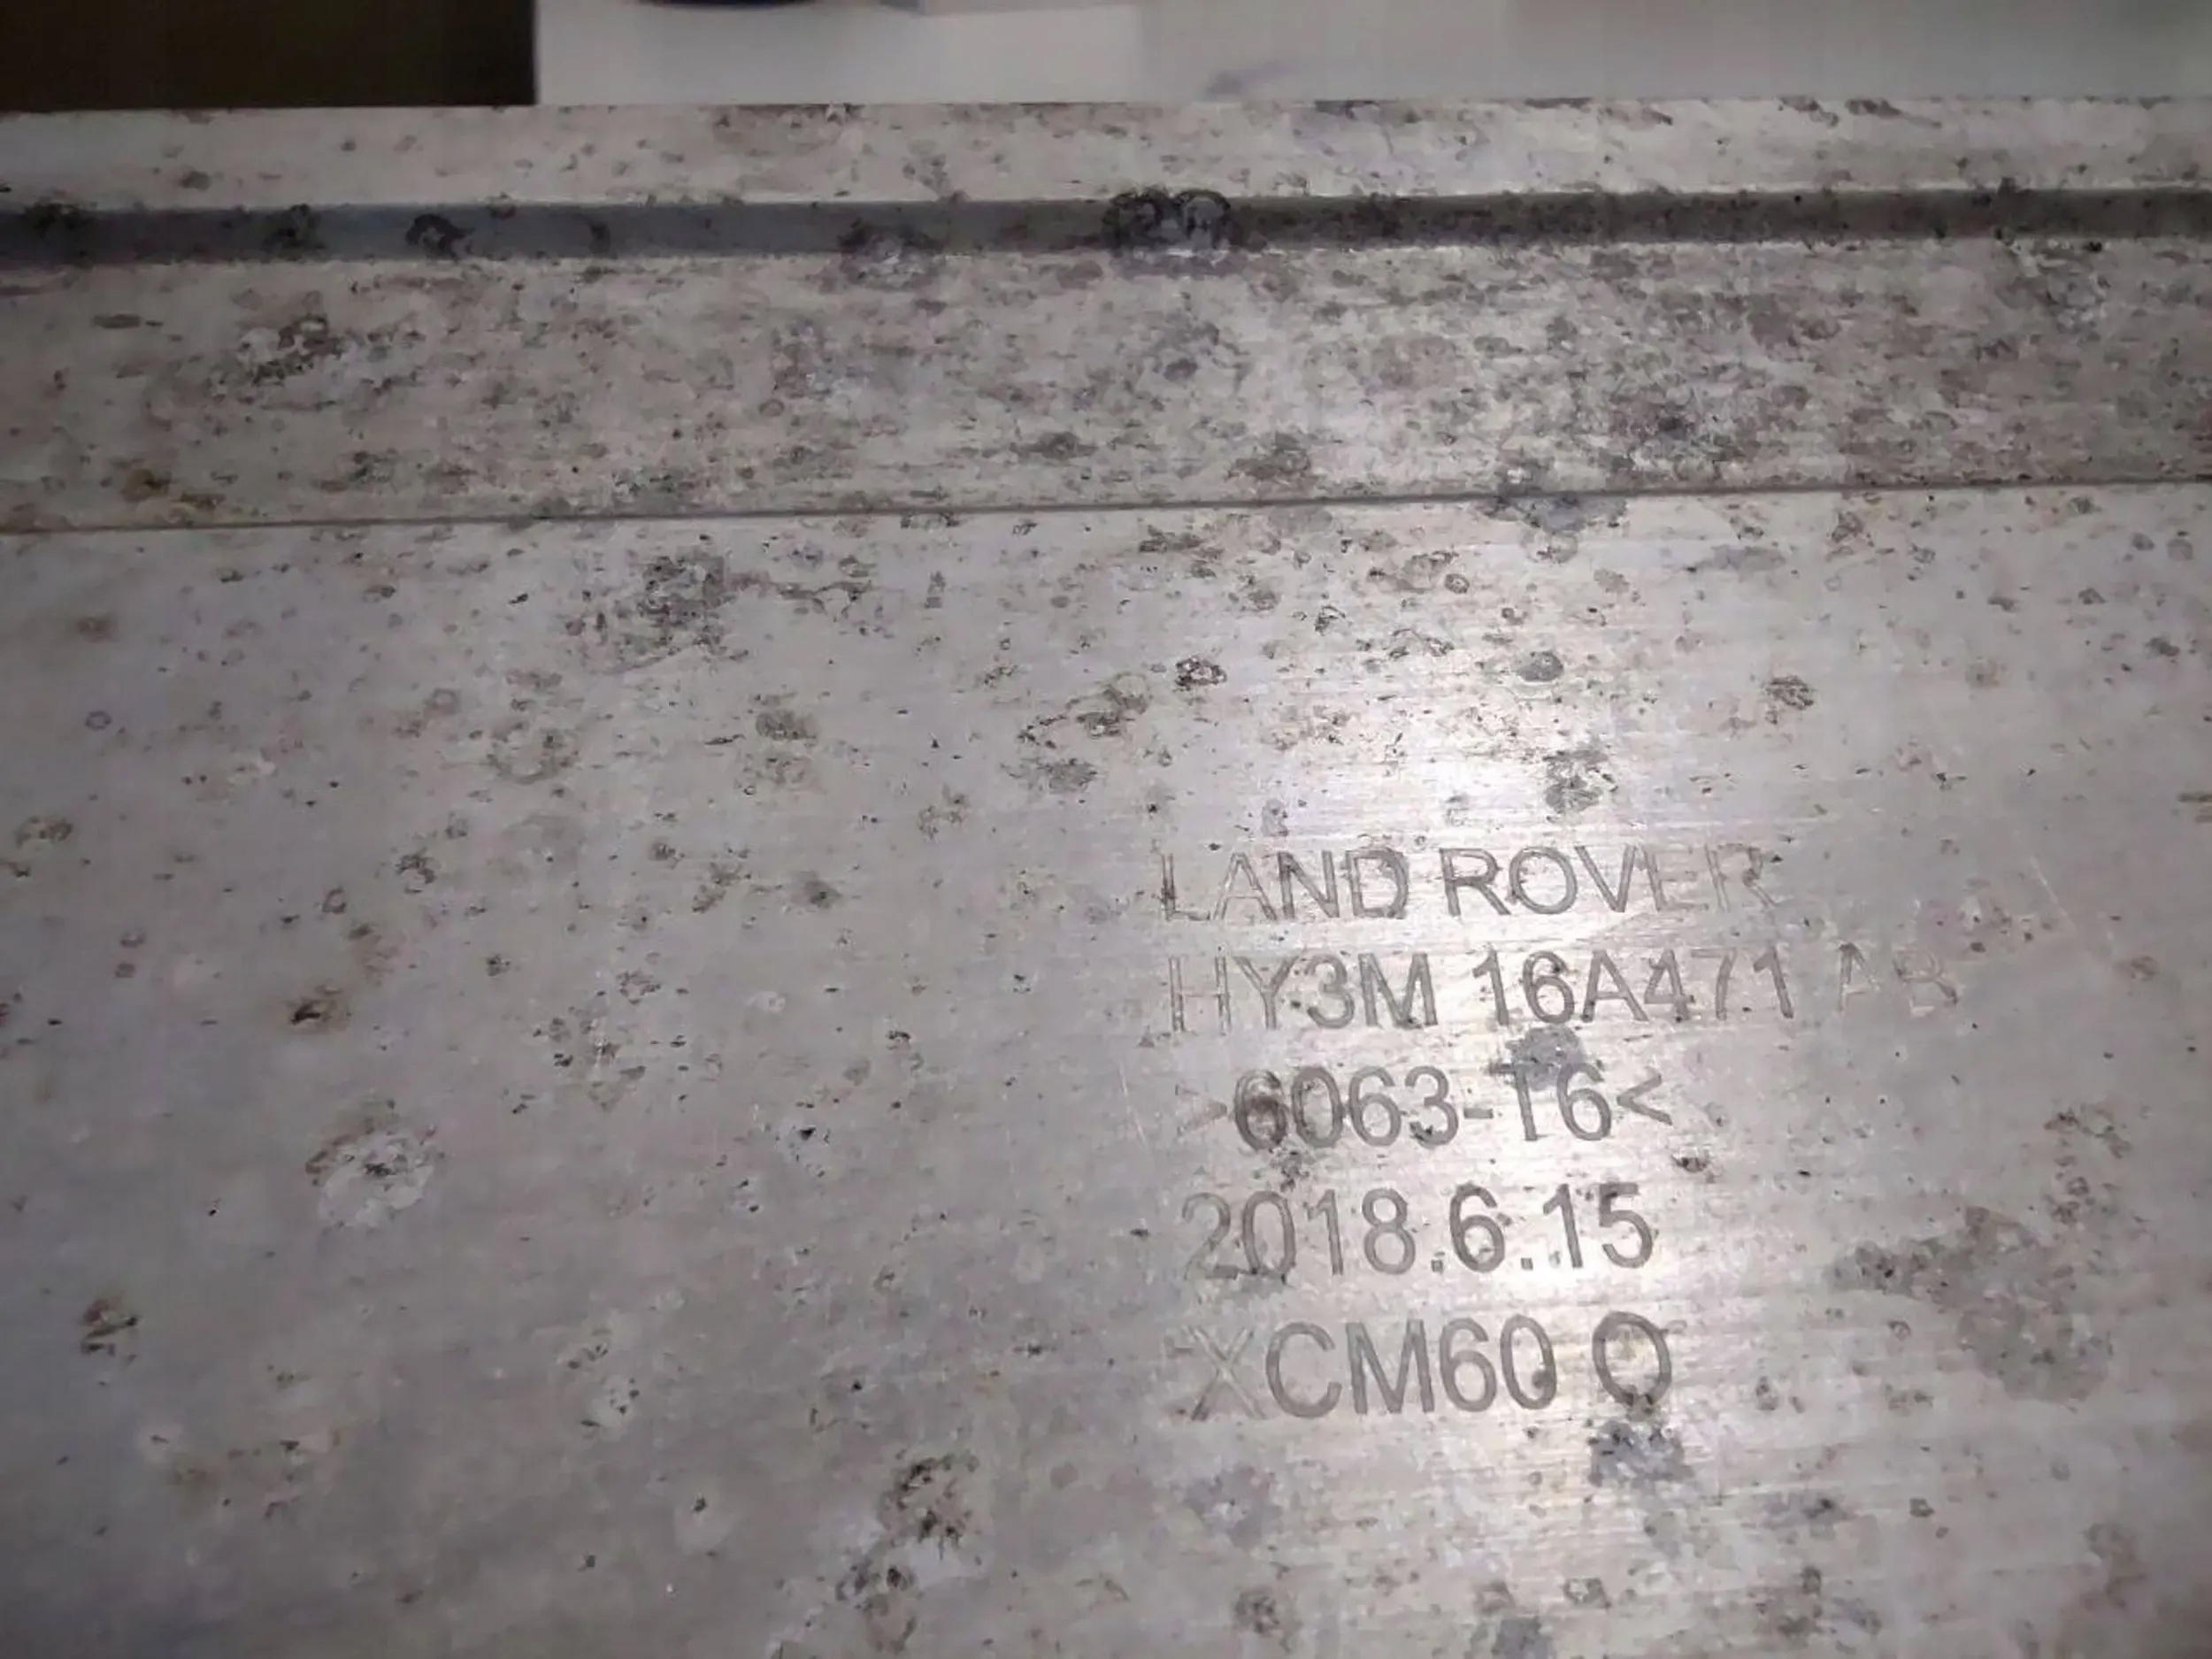 LAND ROVER
HY3M 16A471 AB
>6063-T6<
2018.6.15
XCM60 Q